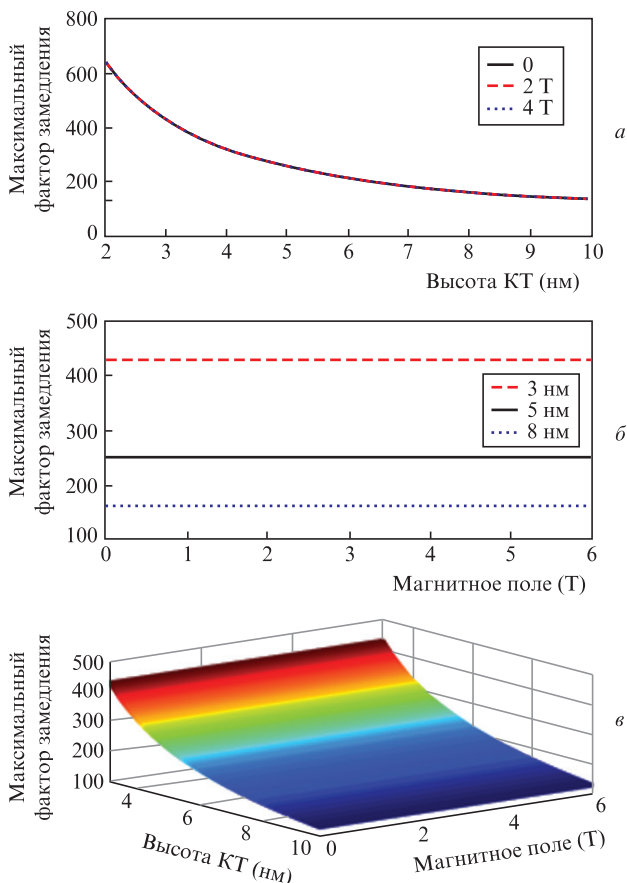 Максимальный
фактор замедления
800
600
400
200
0
2 3 4 5 6 7 8 9 10
Высота КТ (нм)
0
2 Т
4 Т
а
Максимальный
фактор замедления
500
400
300
200
100
0 1 2 3 4 5 6
Магнитное поле (Т)
3 нм
5 нм
8 нм
б
Максимальный
фактор замедления
500
400
300
200
100
4 6 8 10
Высота КТ (нм)
0 2 4 6
Магнитное поле (Т)
в